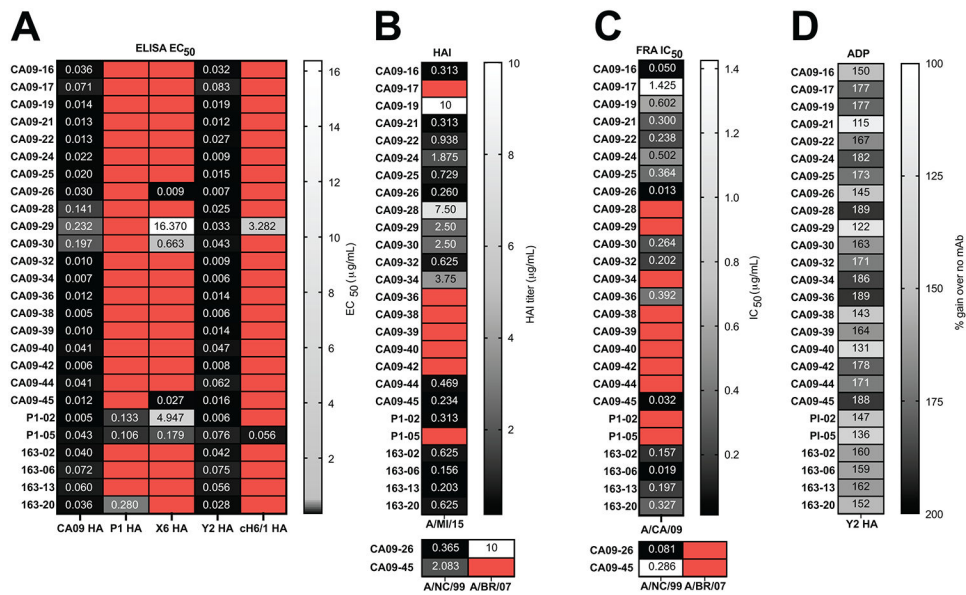 A
ELISA EC50
CA09-16 0.036 0.032
CA09-17 0.071 0.083
CA09-19 0.014 0.019
CA09-21 0.013 0.012
CA09-22 0.013 0.027
CA09-24 0.022 0.009
CA09-25 0.020 0.015
CA09-26 0.030 0.009 0.007
CA09-28 0.141 0.025
CA09-29 0.232 16.370 0.033 3.282
CA09-30 0.197 0.663 0.043
CA09-32 0.010 0.009
CA09-34 0.007 0.006
CA09-36 0.012 0.014
CA09-38 0.005 0.006
CA09-39 0.010 0.014
CA09-40 0.041 0.047
CA09-42 0.006 0.008
CA09-44 0.041 0.062
CA09-45 0.012 0.027 0.016
P1-02 0.005 0.133 4.947 0.006
P1-05 0.043 0.106 0.179 0.076 0.056
163-02 0.040 0.042
163-06 0.072 0.075
163-13 0.060 0.056
163-20 0.036 0.280 0.028
CA09 HA P1 HA X6 HA Y2 HA cH6/1 HA
16
14
12
10
8
6
4
2
EC 50 (µg/mL)
B
HAI
CA09-16 0.313
CA09-17
CA09-19 10
CA09-21 0.313
CA09-22 0.938
CA09-24 1.875
CA09-25 0.729
CA09-26 0.260
CA09-28 7.50
CA09-29 2.50
CA09-30 2.50
CA09-32 0.625
CA09-34 3.75
CA09-36
CA09-38
CA09-39
CA09-40
CA09-42
CA09-44 0.469
CA09-45 0.234
P1-02 0.313
P1-05
163-02 0.625
163-06 0.156
163-13 0.203
163-20 0.625
A/MI/15
10
8
6
4
2
HAI titer (µg/mL)
CA09-26 0.365 10
CA09-45 2.083
A/NC/99 A/BR/07
C
FRA IC50
CA09-16 0.050
CA09-17 1.425
CA09-19 0.602
CA09-21 0.300
CA09-22 0.238
CA09-24 0.502
CA09-25 0.364
CA09-26 0.013
CA09-28
CA09-29
CA09-30 0.264
CA09-32 0.202
CA09-34
CA09-36 0.392
CA09-38
CA09-39
CA09-40
CA09-42
CA09-44
CA09-45 0.032
P1-02
P1-05
163-02 0.157
163-06 0.019
163-13 0.197
163-20 0.327
A/CA/09
1.4
1.2
1.0
0.8
0.6
0.4
0.2
IC50 (µg/mL)
CA09-26 0.081
CA09-45 0.286
A/NC/99 A/BR/07
D
ADP
CA09-16 150
CA09-17 177
CA09-19 177
CA09-21 115
CA09-22 167
CA09-24 182
CA09-25 173
CA09-26 145
CA09-28 189
CA09-29 122
CA09-30 163
CA09-32 171
CA09-34 186
CA09-36 189
CA09-38 143
CA09-39 164
CA09-40 131
CA09-42 178
CA09-44 171
CA09-45 188
PI-02 147
PI-05 136
163-02 160
163-06 159
163-13 162
163-20 152
Y2 HA
100
125
150
175
200
% gain over no mAb